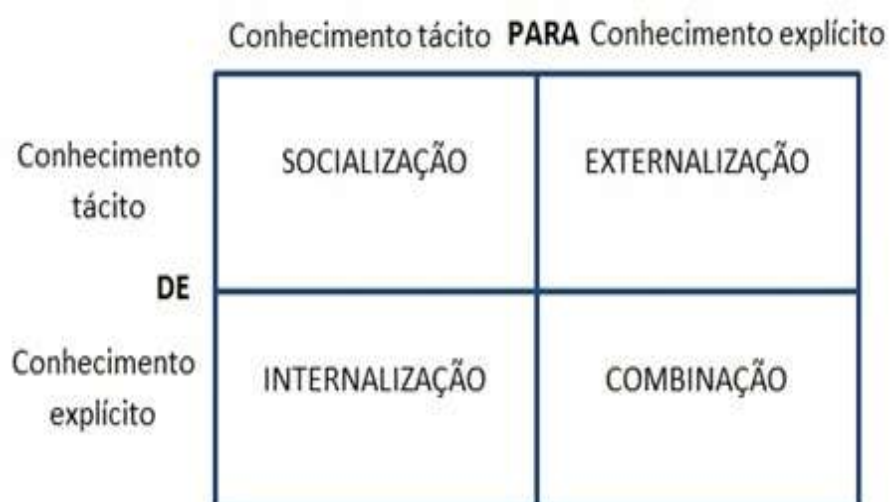 Conhecimento tácito PARA Conhecimento explícito
Conhecimento
tácito
SOCIALIZAÇÃO
EXTERNALIZAÇÃO
DE
Conhecimento
explícito
INTERNALIZAÇÃO
COMBINAÇÃO